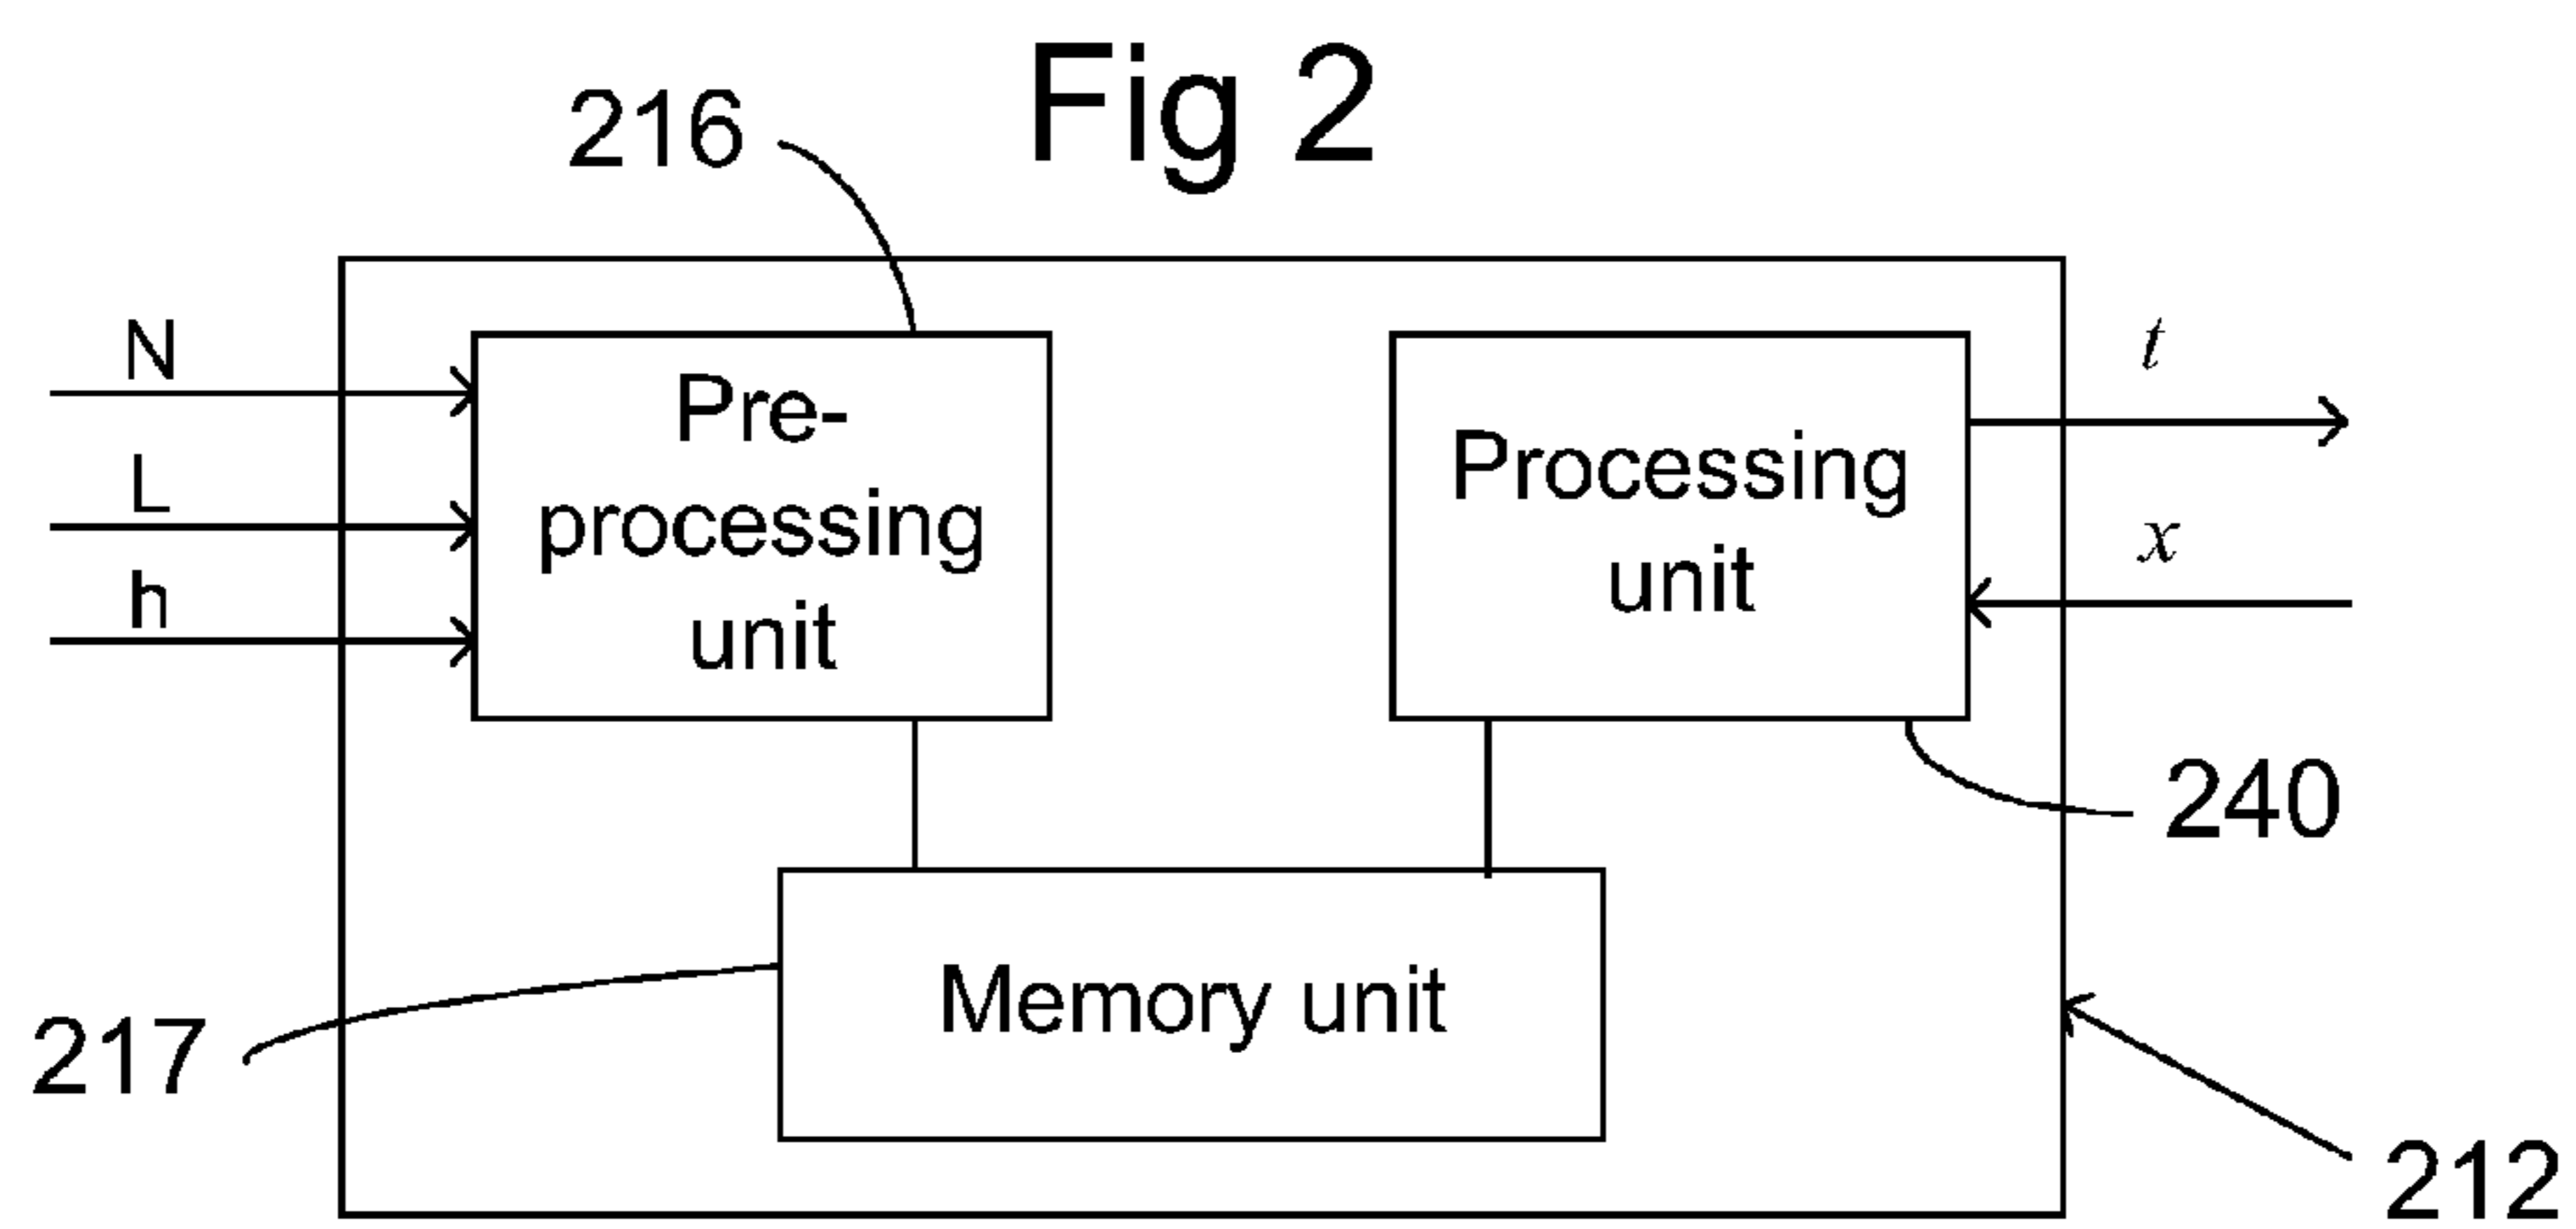 Fig 2
216
N
L
h
Pre-
processing
unit
Processing
unit
t
x
240
Memory unit
217
212